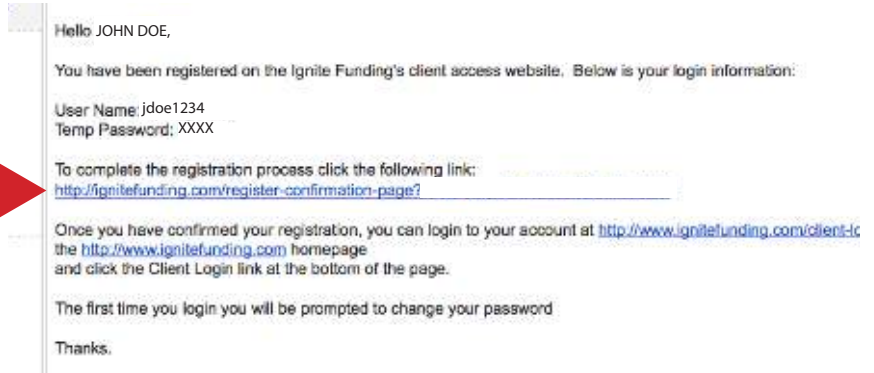 Hello JOHN DOE,
You have been registered on the Ignite Funding's client access website. Below is your login information:
User Name: jdoe1234
Temp Password: XXXX
To complete the registration process click the following link:
http://ignitefunding.com/register-confirmation-page?
Once you have confirmed your registration, you can login to your account at http://www.ignitefunding.com/client-lo
the http://www.ignitefunding.com homepage
and click the Client Login link at the bottom of the page.
The first time you login you will be prompted to change your password
Thanks.